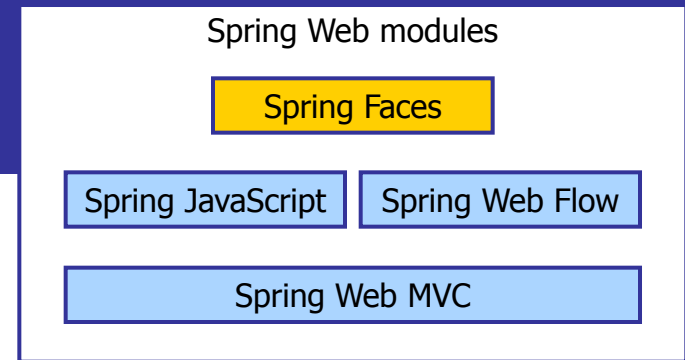 Spring Web modules
Spring Faces
Spring JavaScript
Spring Web Flow
Spring Web MVC